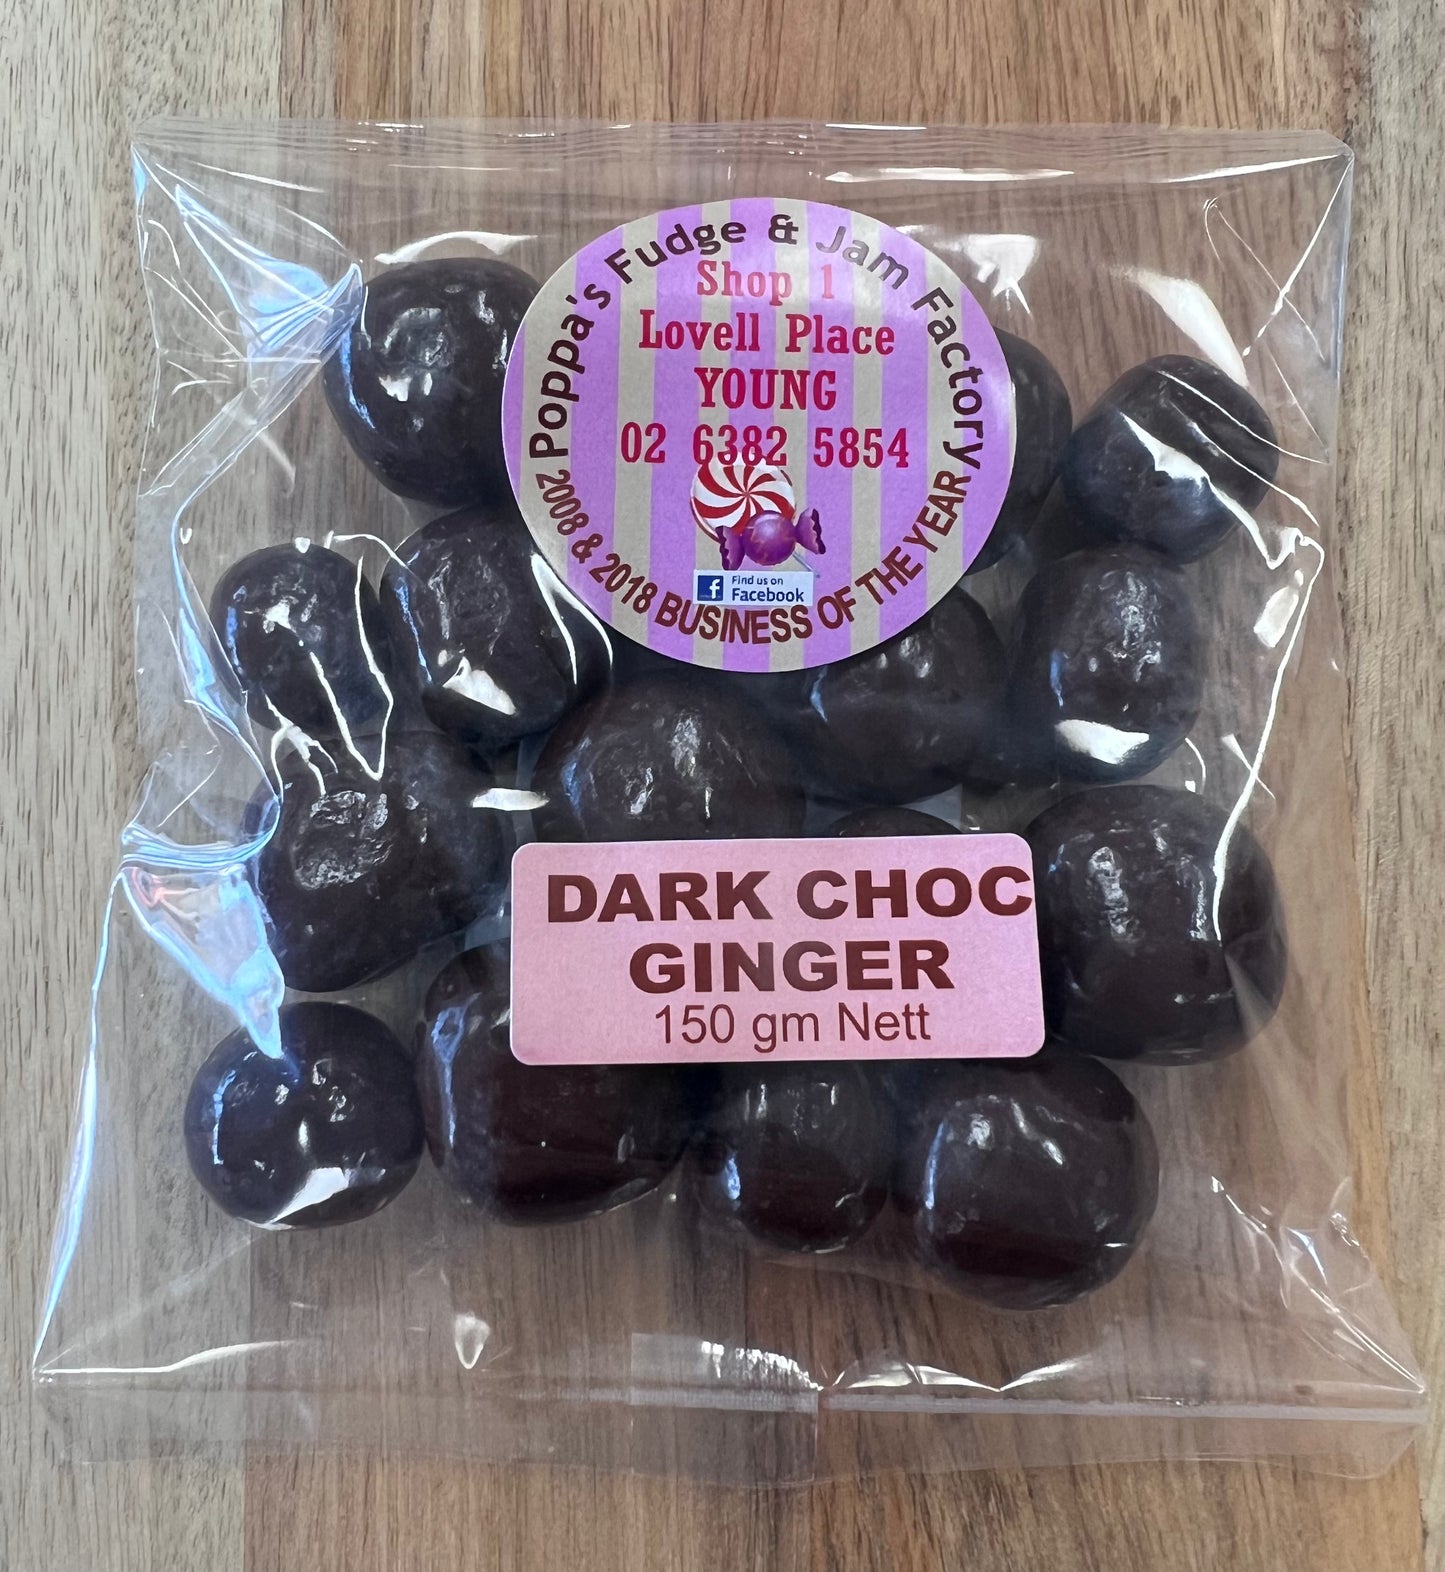 Poppa's Fudge & Jam Factory
Shop 1
Lovell Place
YOUNG
02 6382 5854
f
Find us on
Facebook
2008 & 2018 BUSINESS OF THE YEAR
DARK CHOC
GINGER
150 gm Nett